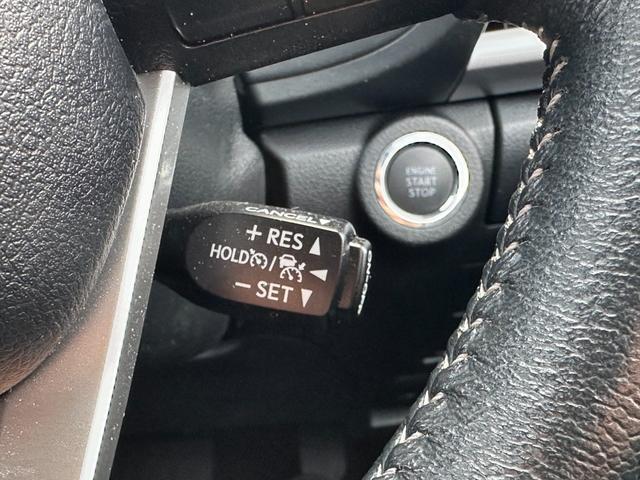 ENGINE
START
STOP
CANCEL
+ RES ▲
HOLD / ◀
− SET ▼